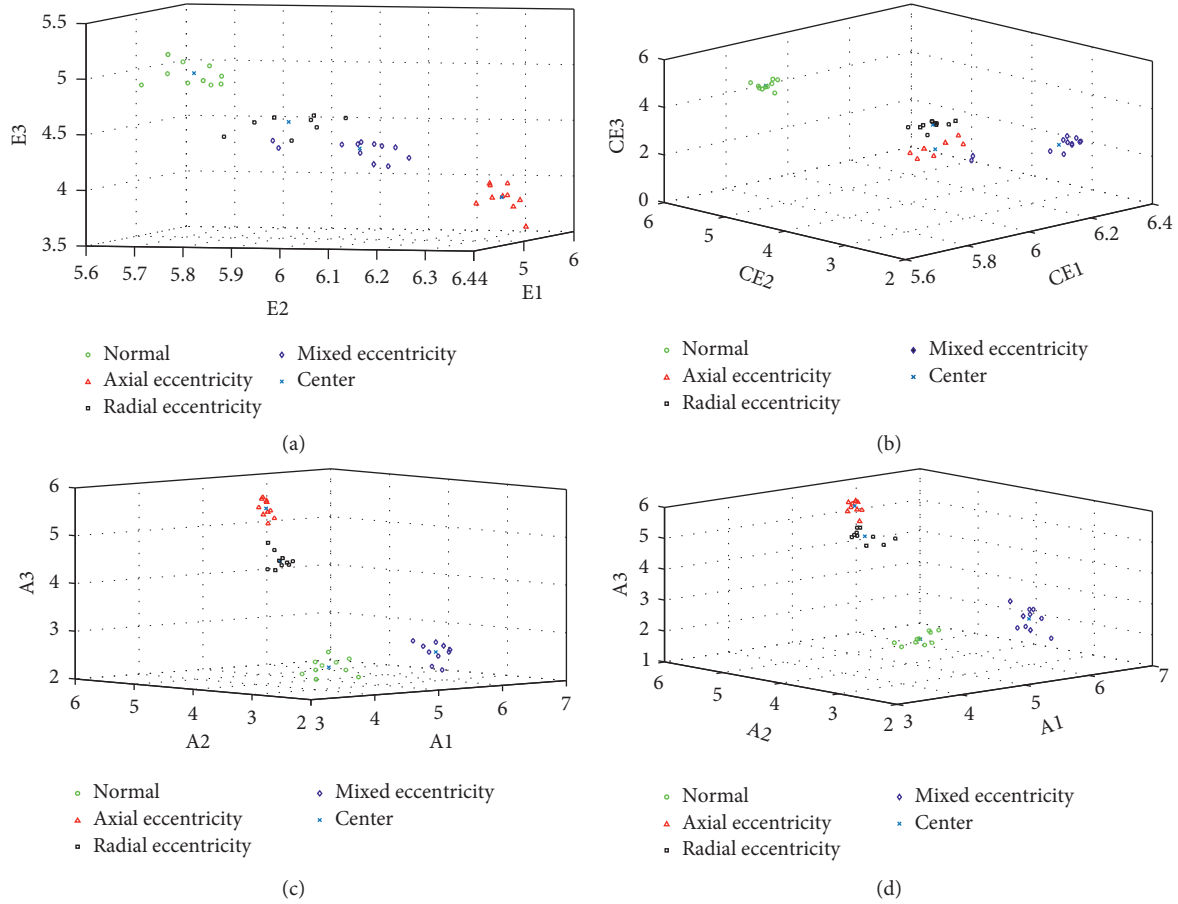 5.5
5
4.5
4
3.5
E3
5.6
5.7
5.8
5.9
6
6.1
6.2
6.3
6.44
5
6
E2
E1
Normal
Axial eccentricity
Radial eccentricity
Mixed eccentricity
Center
(a)
6
4
2
0
CE3
6
5
4
3
2
5.6
5.8
6
6.2
6.4
CE2
CE1
Normal
Axial eccentricity
Radial eccentricity
Mixed eccentricity
Center
(b)
6
5
4
3
2
A3
6
5
4
3
2 3
4
5
6
7
A2
A1
Normal
Axial eccentricity
Radial eccentricity
Mixed eccentricity
Center
(c)
6
5
4
3
2
1
A3
6
5
4
3
2
3
4
5
6
7
A2
A1
Normal
Axial eccentricity
Radial eccentricity
Mixed eccentricity
Center
(d)